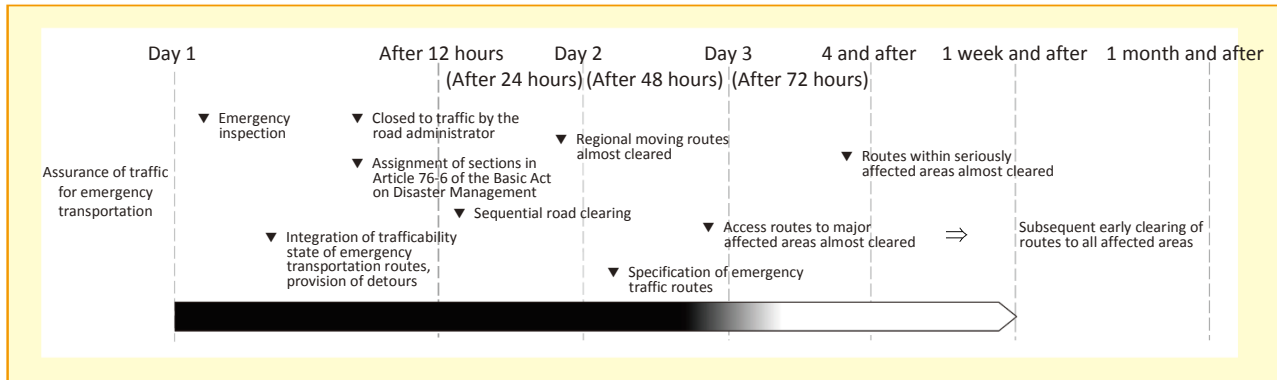 Day 1
After 12 hours
Day 2
Day 3
4 and after
1 week and after
1 month and after
(After 24 hours)
(After 48 hours)
(After 72 hours)
Assurance of traffic
for emergency
transportation
Emergency
inspection
Closed to traffic by the
road administrator
Regional moving routes
almost cleared
Assignment of sections in
Article 76-6 of the Basic Act
on Disaster Management
Routes within seriously
affected areas almost cleared
Sequential road clearing
Integration of trafficability
state of emergency
transportation routes,
provision of detours
Access routes to major
affected areas almost cleared
⇒
Subsequent early clearing of
routes to all affected areas
Specification of emergency
traffic routes